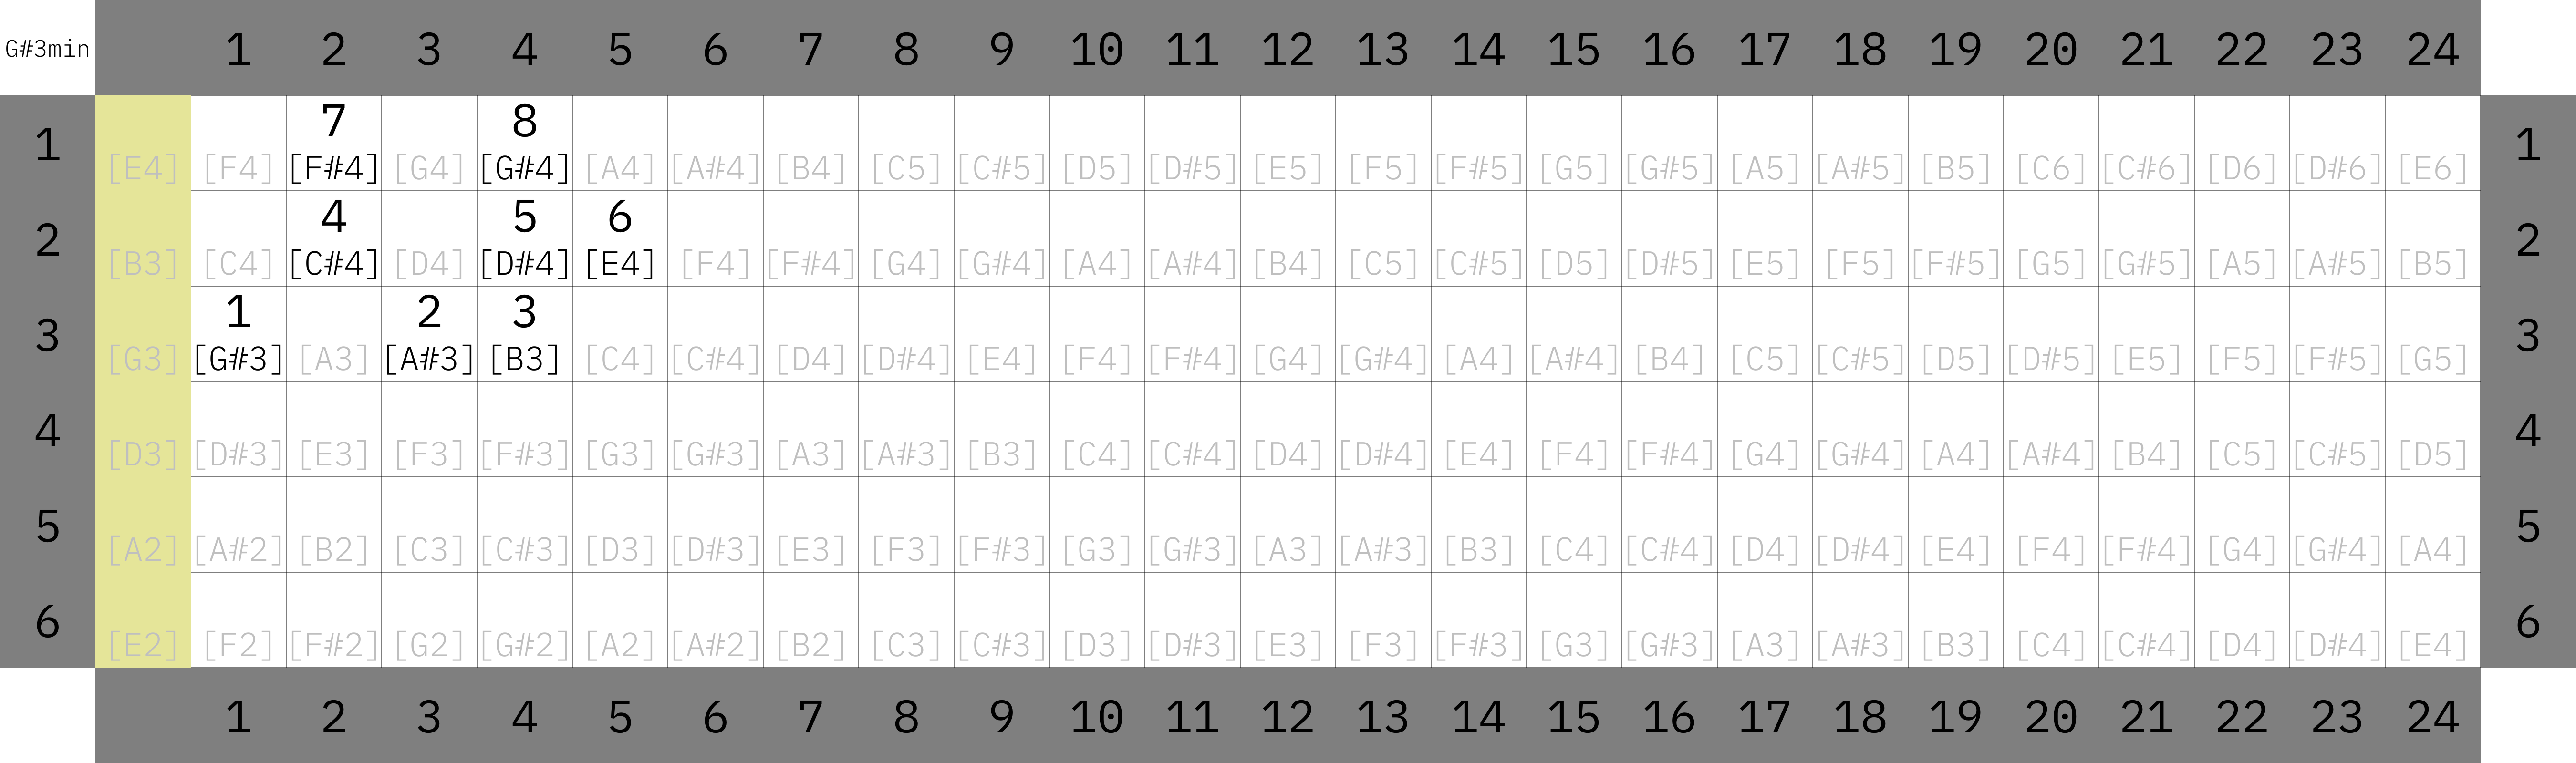 G#3min 1 2 3 4 5 6 7 8 9 10 11 12 13 14 15 16 17 18 19 20 21 22 23 24
7 8
1 [E4] [F4] [F#4] [G4] [G#4] [A4] [A#4] [B4] [C5] [C#5] [D5] [D#5] [E5] [F5] [F#5] [G5] [G#5] [A5] [A#5] [B5] [C6] [C#6] [D6] [D#6] [E6] 1
4 5 6
2 [B3] [C4] [C#4] [D4] [D#4] [E4] [F4] [F#4] [G4] [G#4] [A4] [A#4] [B4] [C5] [C#5] [D5] [D#5] [E5] [F5] [F#5] [G5] [G#5] [A5] [A#5] [B5] 2
1 2 3
3 [G3] [G#3] [A3] [A#3] [B3] [C4] [C#4] [D4] [D#4] [E4] [F4] [F#4] [G4] [G#4] [A4] [A#4] [B4] [C5] [C#5] [D5] [D#5] [E5] [F5] [F#5] [G5] 3
4 [D3] [D#3] [E3] [F3] [F#3] [G3] [G#3] [A3] [A#3] [B3] [C4] [C#4] [D4] [D#4] [E4] [F4] [F#4] [G4] [G#4] [A4] [A#4] [B4] [C5] [C#5] [D5] 4
5 [A2] [A#2] [B2] [C3] [C#3] [D3] [D#3] [E3] [F3] [F#3] [G3] [G#3] [A3] [A#3] [B3] [C4] [C#4] [D4] [D#4] [E4] [F4] [F#4] [G4] [G#4] [A4] 5
6 [E2] [F2] [F#2] [G2] [G#2] [A2] [A#2] [B2] [C3] [C#3] [D3] [D#3] [E3] [F3] [F#3] [G3] [G#3] [A3] [A#3] [B3] [C4] [C#4] [D4] [D#4] [E4] 6
1 2 3 4 5 6 7 8 9 10 11 12 13 14 15 16 17 18 19 20 21 22 23 24